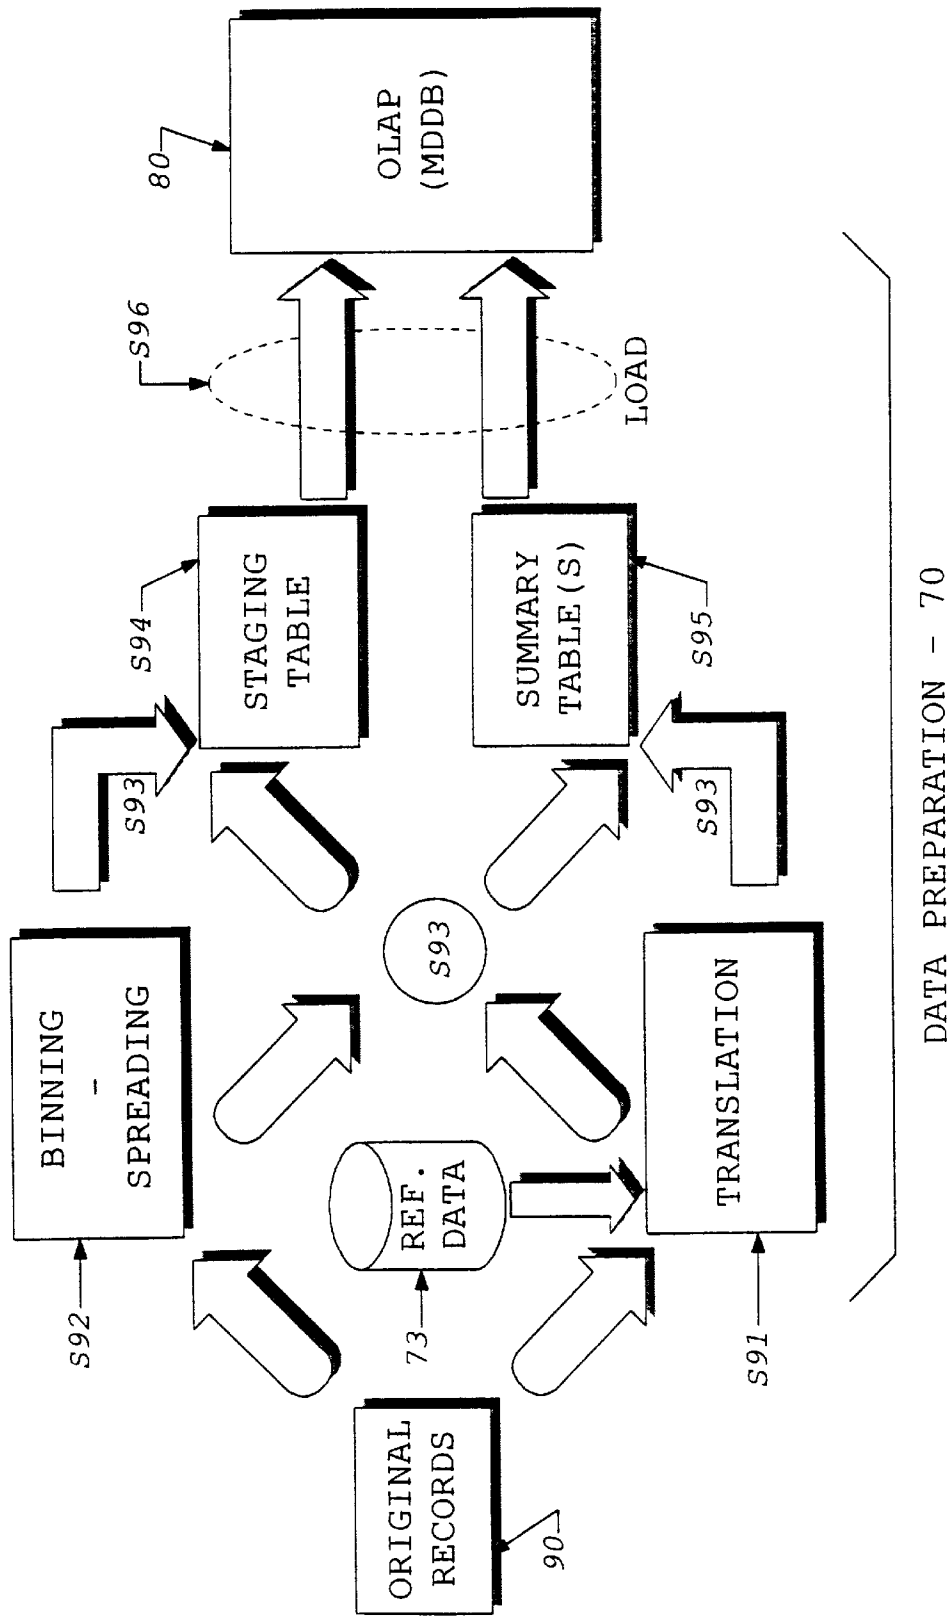 ORIGINAL
RECORDS
90
S92
BINNING
-
SPREADING
73
REF.
DATA
S91
TRANSLATION
S93
S93
S93
S94
STAGING
TABLE
SUMMARY
TABLE(S)
S95
S96
LOAD
80
OLAP
(MDDB)
DATA PREPARATION - 70